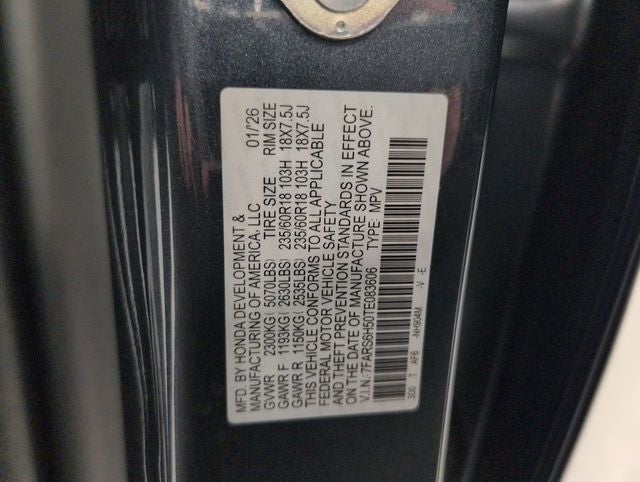 MFD. BY HONDA DEVELOPMENT &
MANUFACTURING OF AMERICA, LLC 01/'26
GVWR 2300KG ( 5070LBS) TIRE SIZE RIM SIZE
GAWR F 1193KG ( 2630LBS) 235/60R18 103H 18X7.5J
GAWR R 1150KG ( 2535LBS) 235/60R18 103H 18X7.5J
THIS VEHICLE CONFORMS TO ALL APPLICABLE
FEDERAL MOTOR VEHICLE SAFETY
AND THEFT PREVENTION STANDARDS IN EFFECT
ON THE DATE OF MANUFACTURE SHOWN ABOVE.
V.I.N.:7FARS6H50TE083606 TYPE: MPV
300 T AF6 -NH904M -V -E